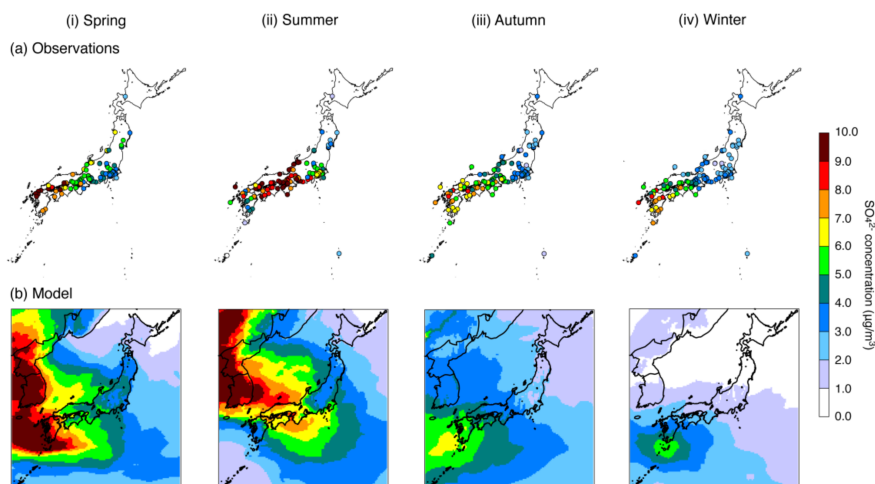 (i) Spring (ii) Summer (iii) Autumn (iv) Winter
(a) Observations
(b) Model
10.0
9.0
8.0
7.0
6.0
5.0
4.0
3.0
2.0
1.0
0.0
SO₄²⁻ concentration (µg/m³)